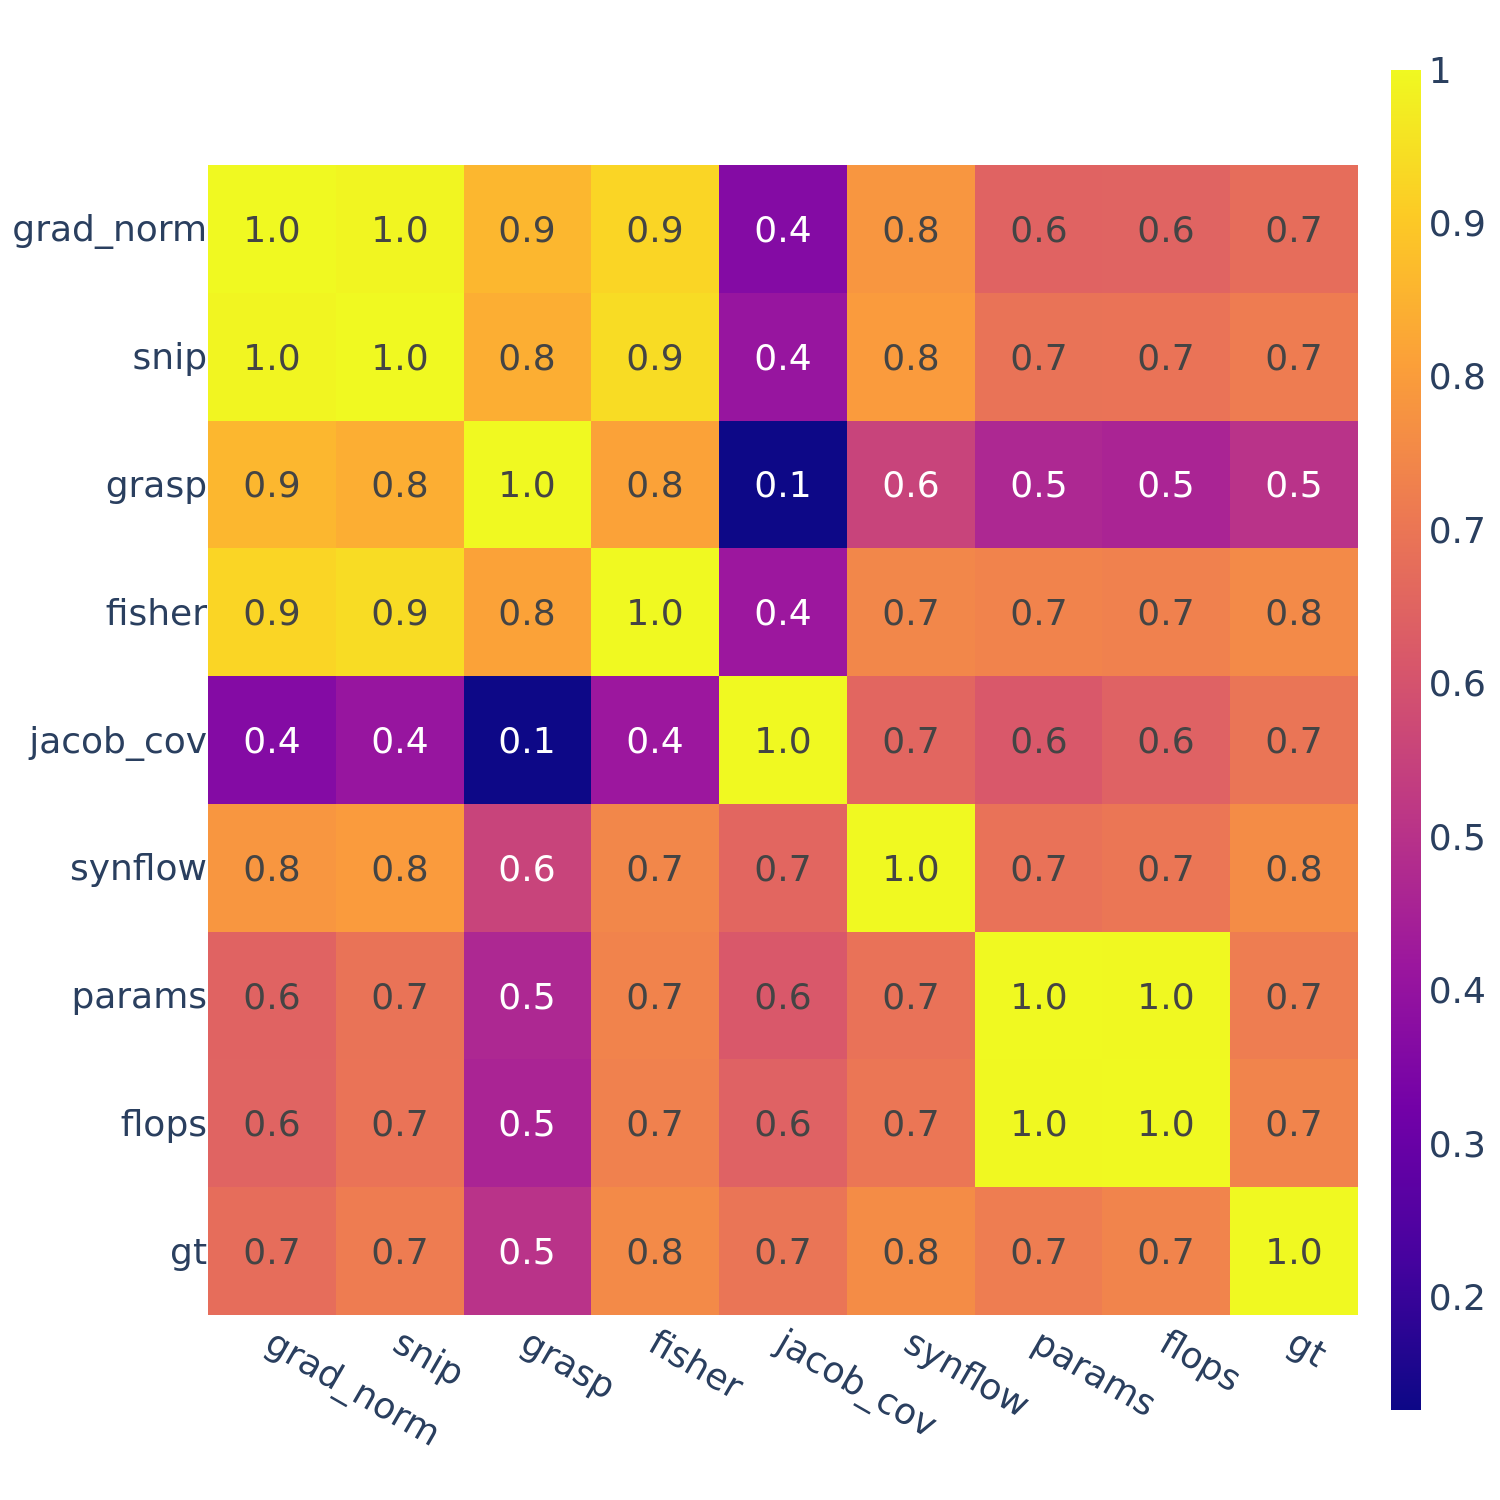 1
grad_norm 1.0 1.0 0.9 0.9 0.4 0.8 0.6 0.6 0.7 0.9
snip 1.0 1.0 0.8 0.9 0.4 0.8 0.7 0.7 0.7 0.8
grasp 0.9 0.8 1.0 0.8 0.1 0.6 0.5 0.5 0.5 0.7
fisher 0.9 0.9 0.8 1.0 0.4 0.7 0.7 0.7 0.8 0.6
jacob_cov 0.4 0.4 0.1 0.4 1.0 0.7 0.6 0.6 0.7 0.5
synflow 0.8 0.8 0.6 0.7 0.7 1.0 0.7 0.7 0.8 0.4
params 0.6 0.7 0.5 0.7 0.6 0.7 1.0 1.0 0.7
flops 0.6 0.7 0.5 0.7 0.6 0.7 1.0 1.0 0.7 0.3
gt 0.7 0.7 0.5 0.8 0.7 0.8 0.7 0.7 1.0 0.2
grad_norm snip grasp fisher jacob_cov synflow params flops gt